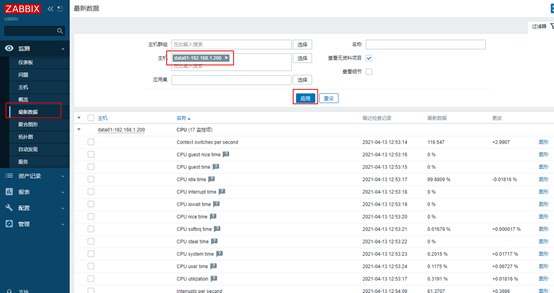 ZABBIX
最新数据
zabbix
过滤器
监测
仪表板
问题
主机
概览
最新数据
聚合图形
拓扑图
自动发现
服务
资产记录
报表
配置
管理
主机群组 在此输入搜索 选择
名称
主机 data01-192.168.1.200 选择
在此输入搜索
查看无资料项目
应用集 选择
查看细节
应用 重设
主机 名称 最近检查记录 最新数据 更改
data01-192.168.1.200 CPU (17 监控项)
Context switches per second 2021-04-13 12:53:14 118.547 +2.9907 图形
CPU guest nice time 2021-04-13 12:53:15 0 % 图形
CPU guest time 2021-04-13 12:53:16 0 % 图形
CPU idle time 2021-04-13 12:53:17 99.6809 % -0.01816 % 图形
CPU interrupt time 2021-04-13 12:53:18 0 % 图形
CPU iowait time 2021-04-13 12:53:19 0 % 图形
CPU nice time 2021-04-13 12:53:20 0 % 图形
CPU softirq time 2021-04-13 12:53:21 0.01679 % +0.000017 % 图形
CPU steal time 2021-04-13 12:53:22 0 % 图形
CPU system time 2021-04-13 12:53:23 0.2015 % +0.01717 % 图形
CPU user time 2021-04-13 12:53:24 0.1175 % +0.06727 % 图形
CPU utilization 2021-04-13 12:53:17 0.3191 % +0.01816 % 图形
Interrupts per second 2021-04-13 12:54:09 61.3707 +0.3686 图形